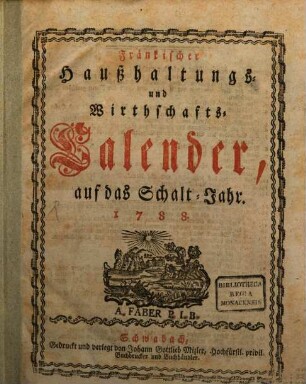 Fränkischer
Haußhaltungs-
und
Wirthschafts-
Calender,
auf das Schalt-Jahr.
1788.
A. FABER P. I. B.
BIBLIOTHECA
REGIA
MONACENSIS
Schwabach,
Gedruckt und verlegt von Johann Gottlieb Mizler, Hochfürstl. privil.
Buchdrucker und Buchhändler.